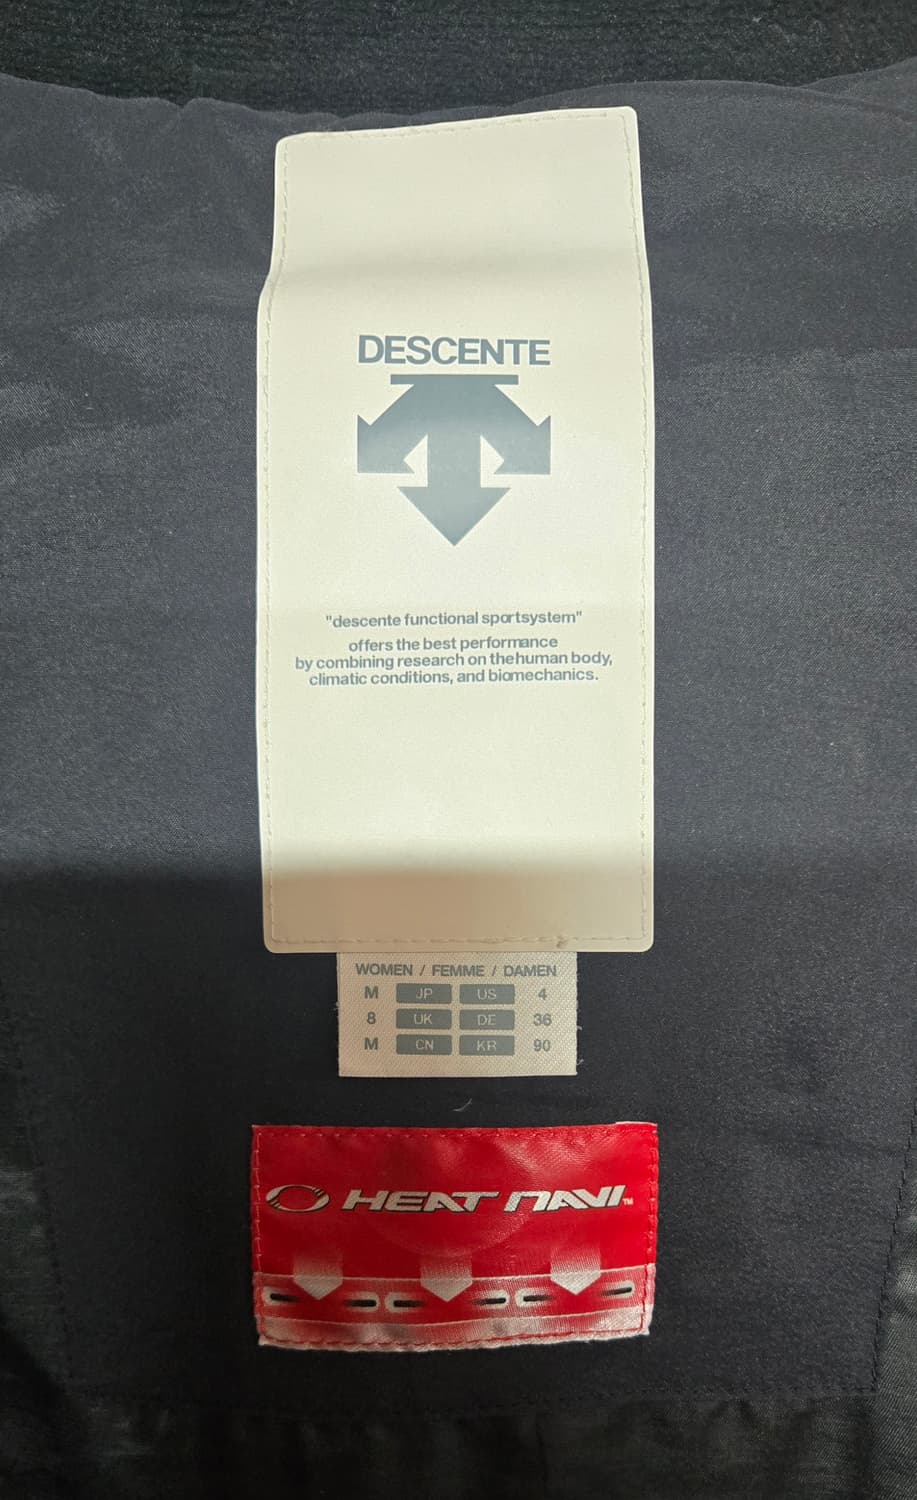 DESCENTE
"descente functional sportsystem"
offers the best performance
by combining research on the human body,
climatic conditions, and biomechanics.
WOMEN / FEMME / DAMEN
M JP US 4
8 UK DE 36
M CN KR 90
HEAT NAVI™